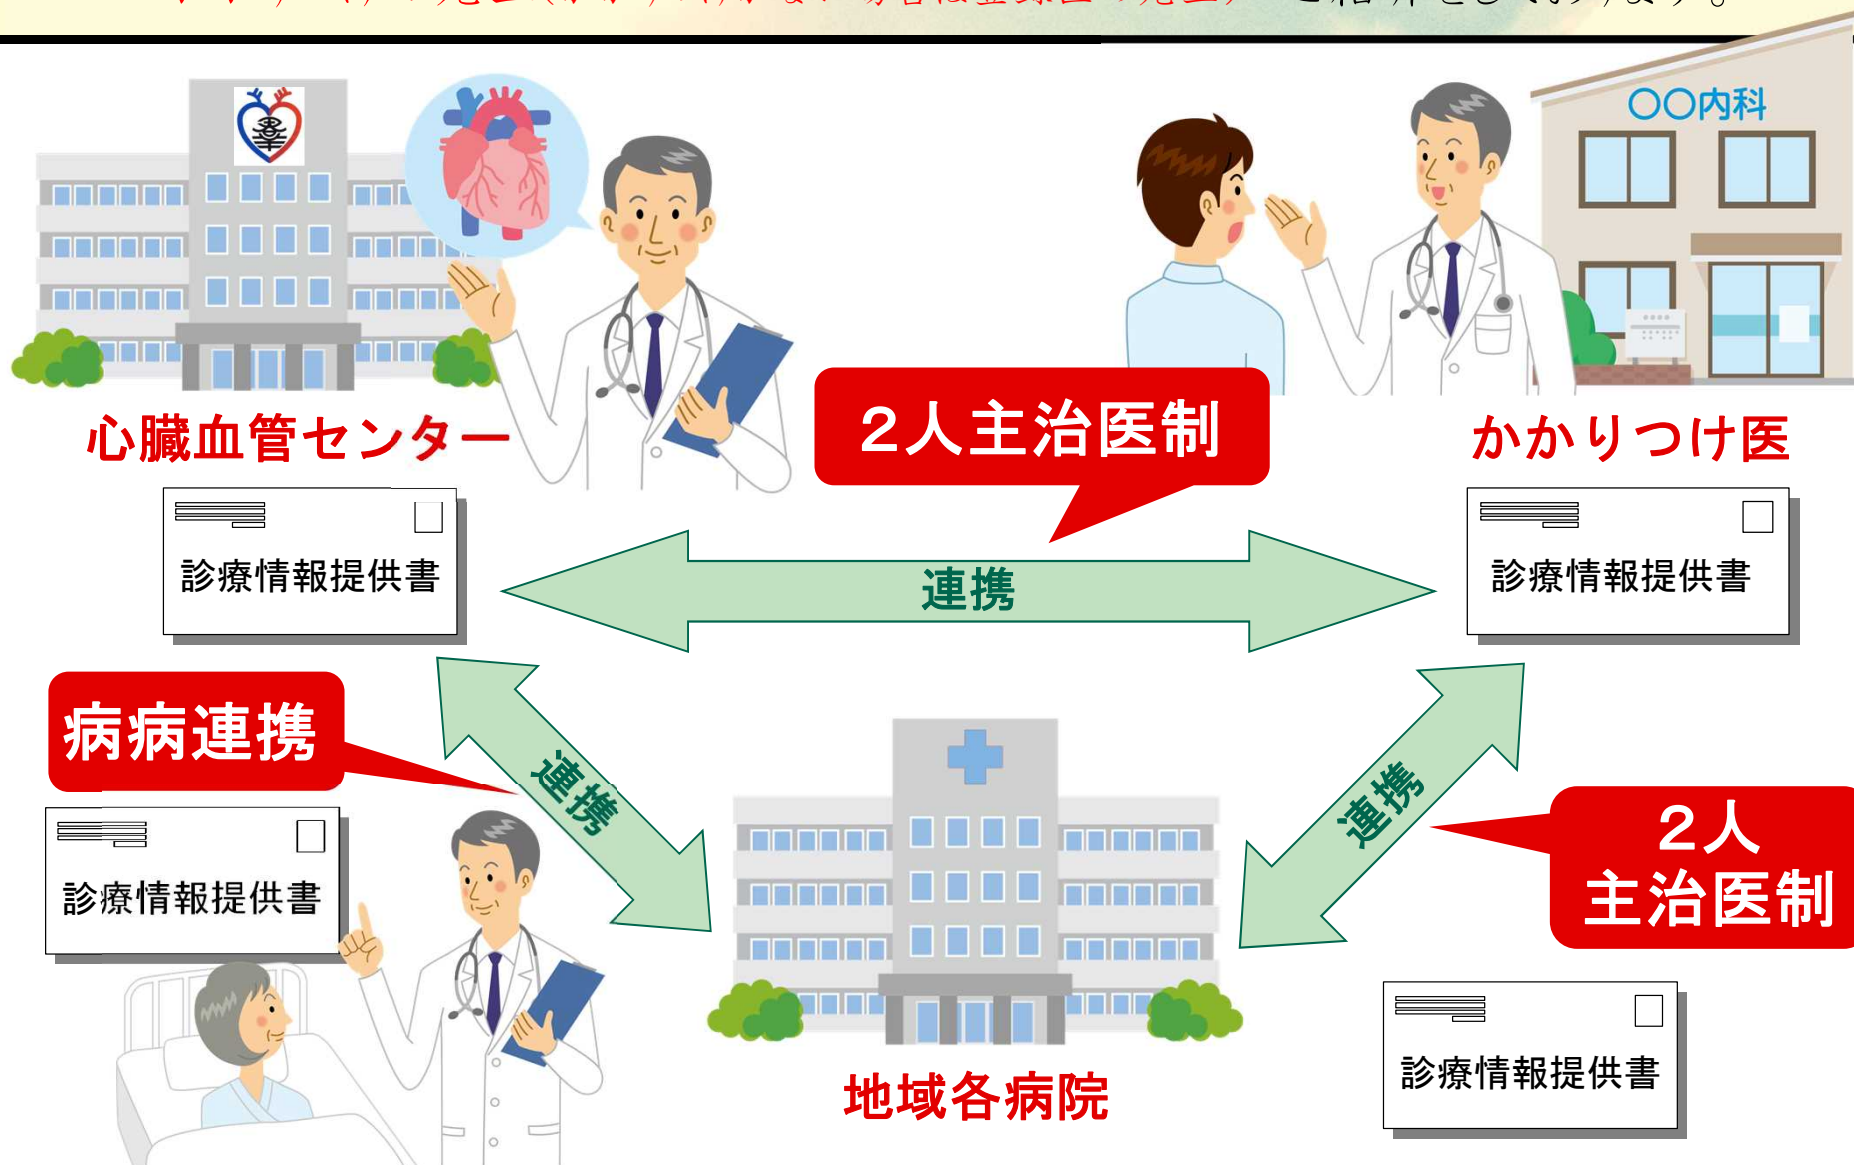 〇〇内科
2人主治医制
心臓血管センター
かかりつけ医
診療情報提供書
連携
診療情報提供書
病病連携
連携
連携
2人
主治医制
診療情報提供書
地域各病院
診療情報提供書